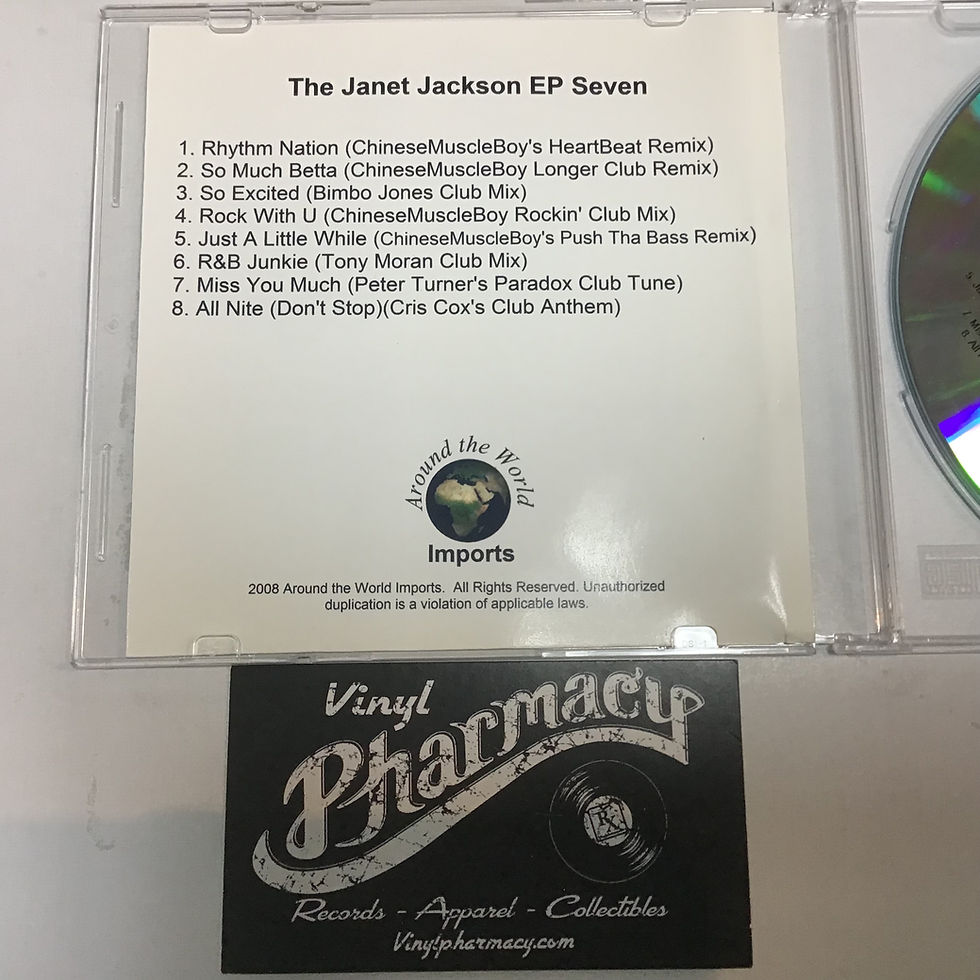 The Janet Jackson EP Seven
1. Rhythm Nation (ChineseMuscleBoy's HeartBeat Remix)
2. So Much Betta (ChineseMuscleBoy Longer Club Remix)
3. So Excited (Bimbo Jones Club Mix)
4. Rock With U (ChineseMuscleBoy Rockin' Club Mix)
5. Just A Little While (ChineseMuscleBoy's Push Tha Bass Remix)
6. R&B Junkie (Tony Moran Club Mix)
7. Miss You Much (Peter Turner's Paradox Club Tune)
8. All Nite (Don't Stop)(Cris Cox's Club Anthem)
Around the World
Imports
2008 Around the World Imports. All Rights Reserved. Unauthorized
duplication is a violation of applicable laws.
Vinyl
Pharmacy
Rx
Records - Apparel - Collectibles
Vinylpharmacy.com